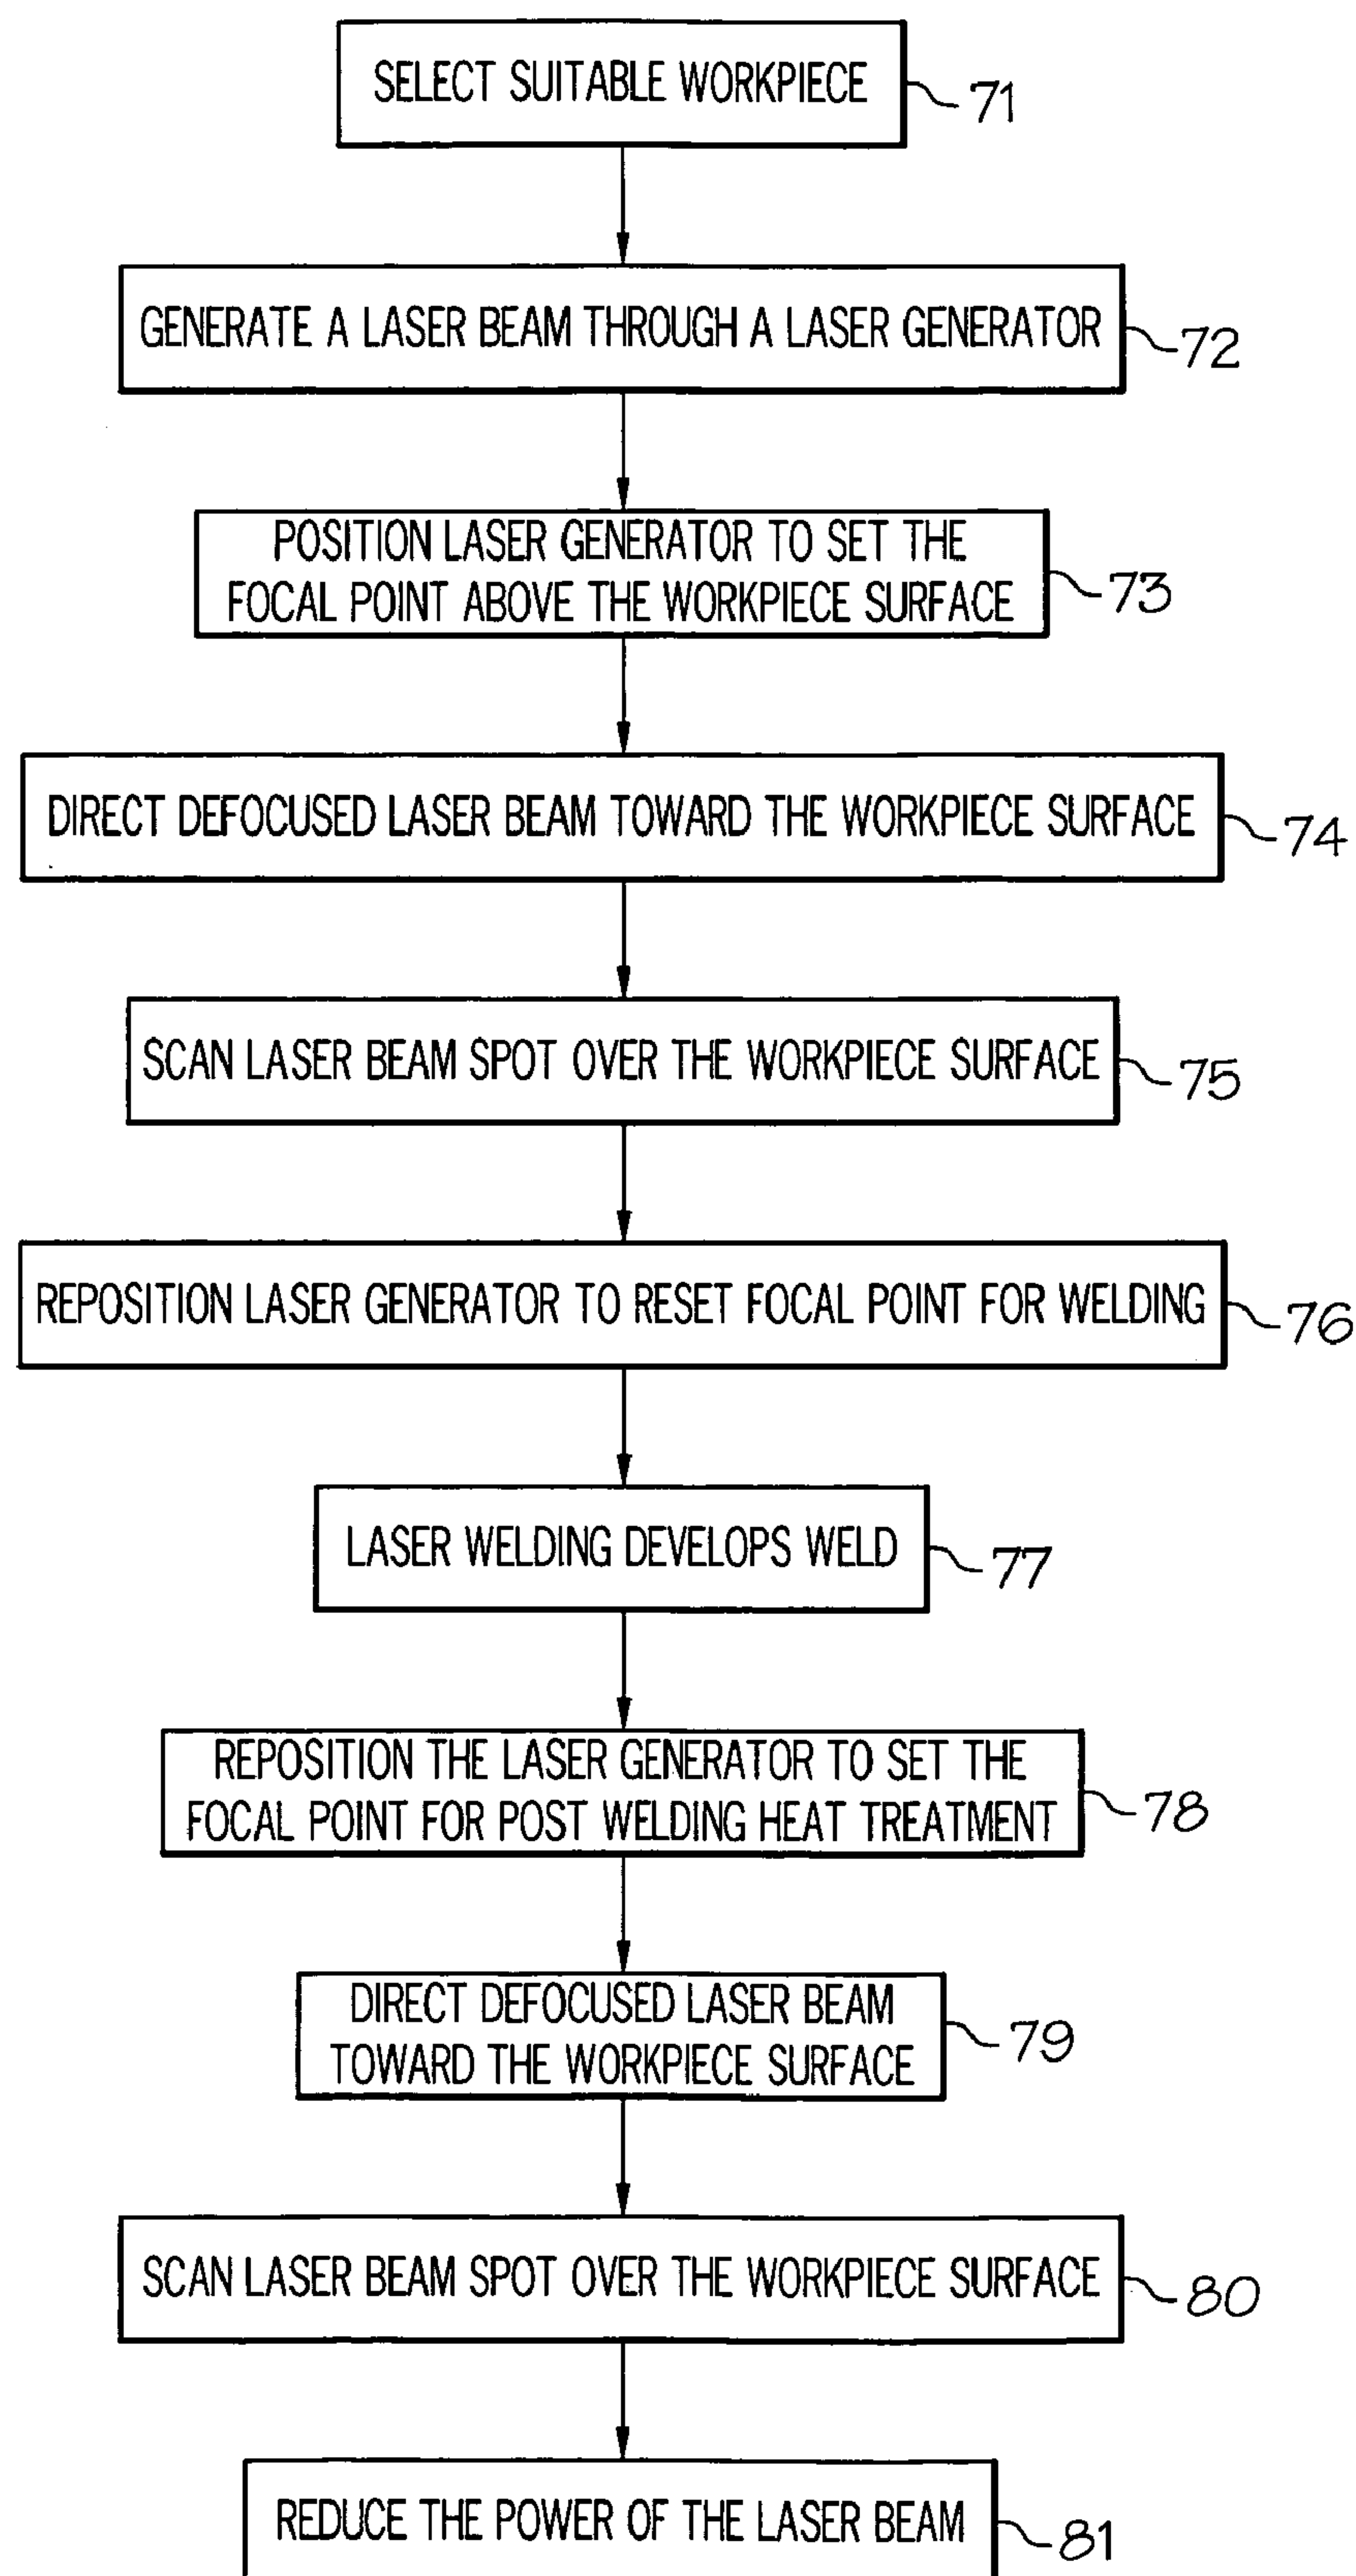 SELECT SUITABLE WORKPIECE
71
GENERATE A LASER BEAM THROUGH A LASER GENERATOR
72
POSITION LASER GENERATOR TO SET THE
FOCAL POINT ABOVE THE WORKPIECE SURFACE
73
DIRECT DEFOCUSED LASER BEAM TOWARD THE WORKPIECE SURFACE
74
SCAN LASER BEAM SPOT OVER THE WORKPIECE SURFACE
75
REPOSITION LASER GENERATOR TO RESET FOCAL POINT FOR WELDING
76
LASER WELDING DEVELOPS WELD
77
REPOSITION THE LASER GENERATOR TO SET THE
FOCAL POINT FOR POST WELDING HEAT TREATMENT
78
DIRECT DEFOCUSED LASER BEAM
TOWARD THE WORKPIECE SURFACE
79
SCAN LASER BEAM SPOT OVER THE WORKPIECE SURFACE
80
REDUCE THE POWER OF THE LASER BEAM
81